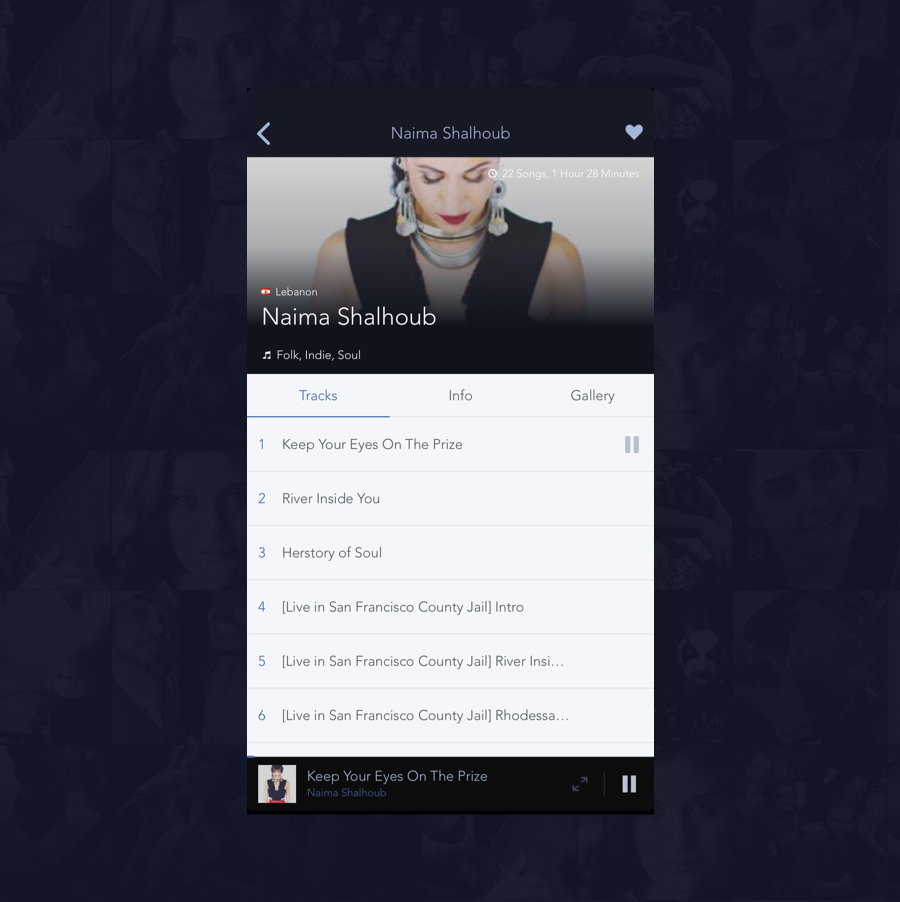 Naima Shalhoub
22 Songs, 1 Hour 28 Minutes
Lebanon
Naima Shalhoub
Folk, Indie, Soul
Tracks Info Gallery
1 Keep Your Eyes On The Prize
2 River Inside You
3 Herstory of Soul
4 [Live in San Francisco County Jail] Intro
5 [Live in San Francisco County Jail] River Insi...
6 [Live in San Francisco County Jail] Rhodessa...
Keep Your Eyes On The Prize
Naima Shalhoub